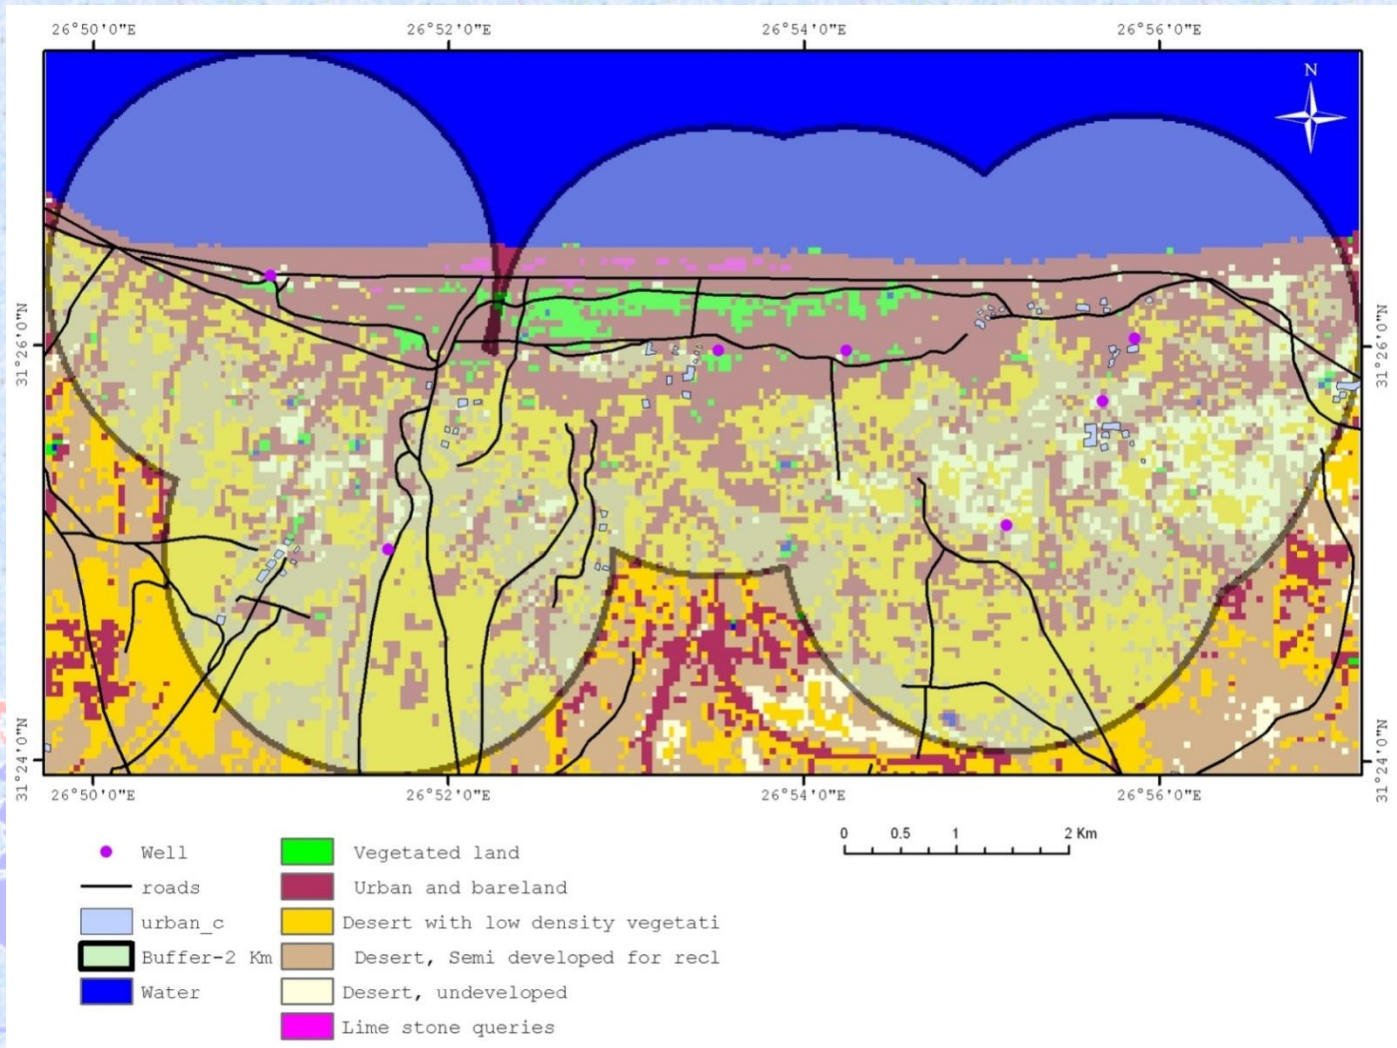 26°50'0"E 26°52'0"E 26°54'0"E 26°56'0"E
N
31°26'0"N 31°26'0"N
31°24'0"N 31°24'0"N
26°50'0"E 26°52'0"E 26°54'0"E 26°56'0"E
0 0.5 1 2 Km
Well
roads
urban_c
Buffer-2 Km
Water
Vegetated land
Urban and bareland
Desert with low density vegetati
Desert, Semi developed for recl
Desert, undeveloped
Lime stone queries